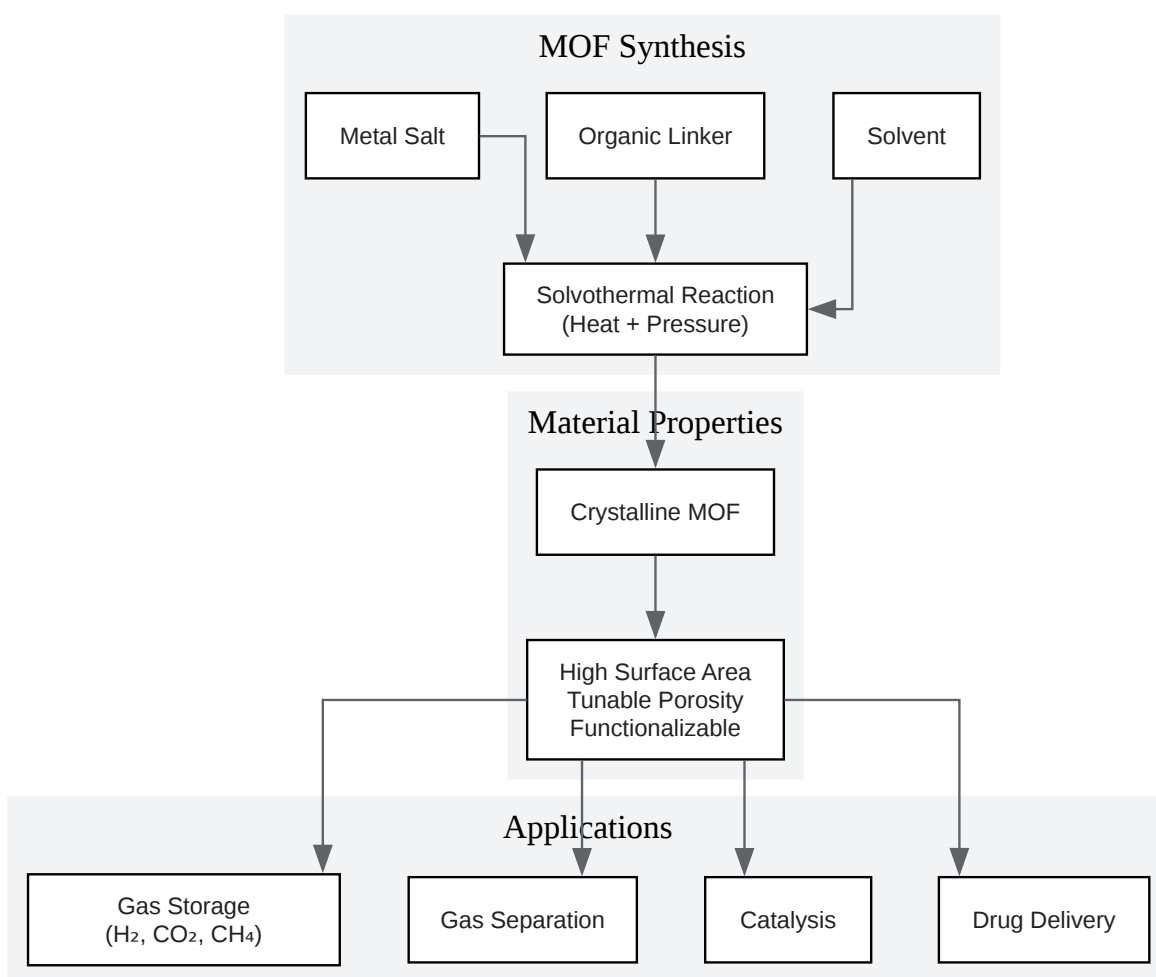 MOF Synthesis
Metal Salt
Organic Linker
Solvent
Solvothermal Reaction
(Heat + Pressure)
Material Properties
Crystalline MOF
High Surface Area
Tunable Porosity
Functionalizable
Applications
Gas Storage
(H₂, CO₂, CH₄)
Gas Separation
Catalysis
Drug Delivery